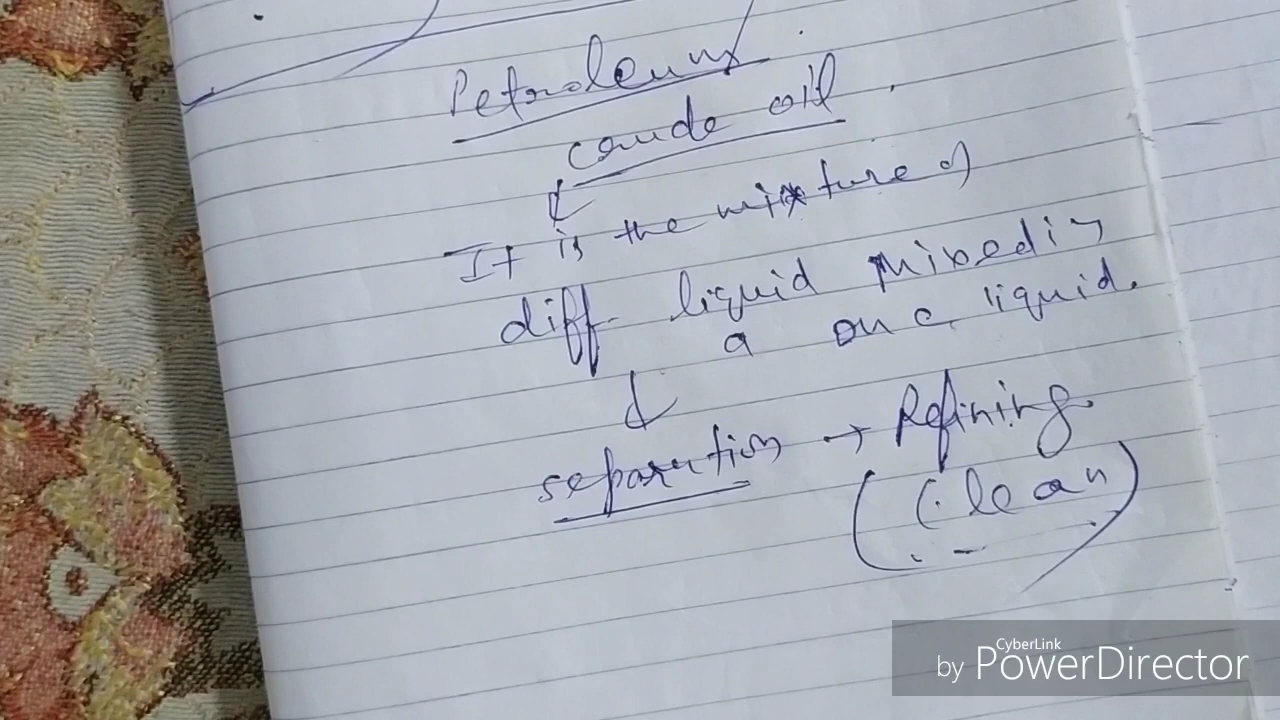 Petroleum
crude oil
It is the mixture of
diff. liquid mixed in
a one liquid.
separation → Refining
(clean)
CyberLink
by PowerDirector